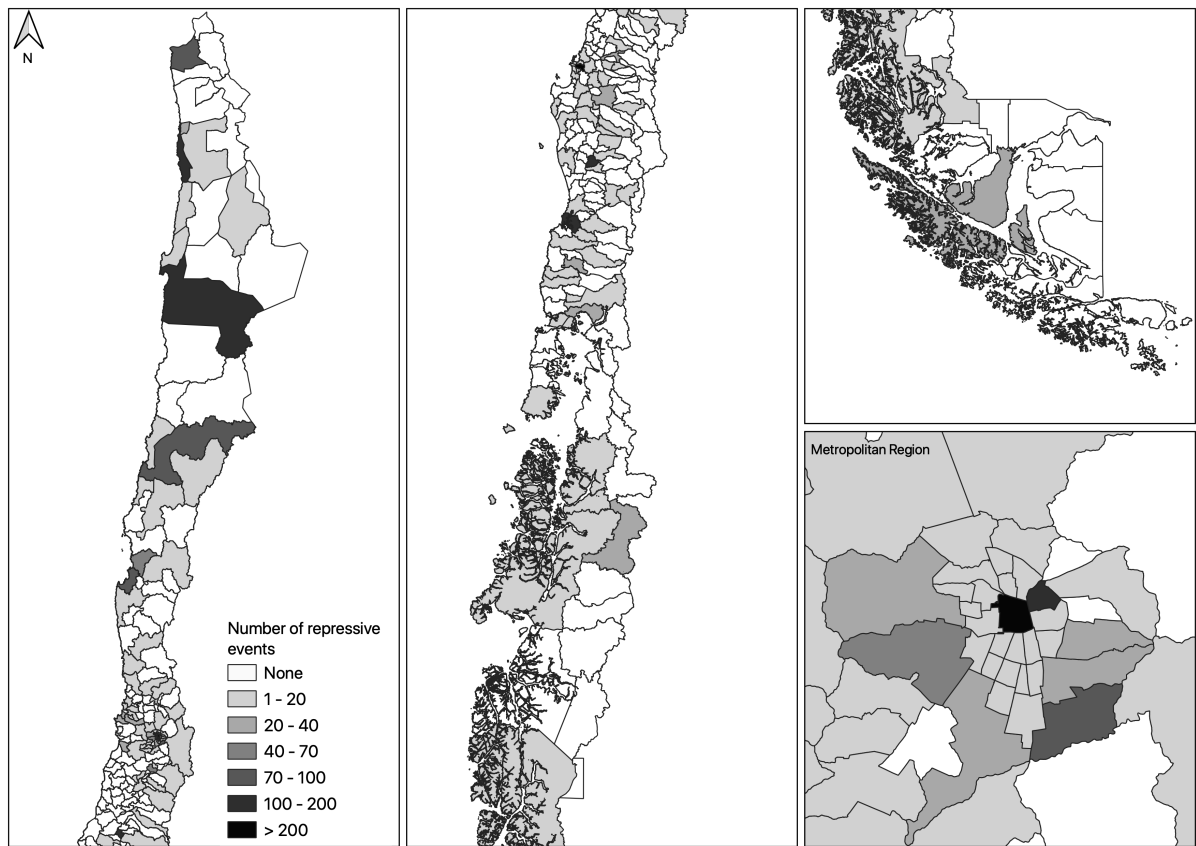 N
Number of repressive
events
None
1 - 20
20 - 40
40 - 70
70 - 100
100 - 200
> 200
Metropolitan Region